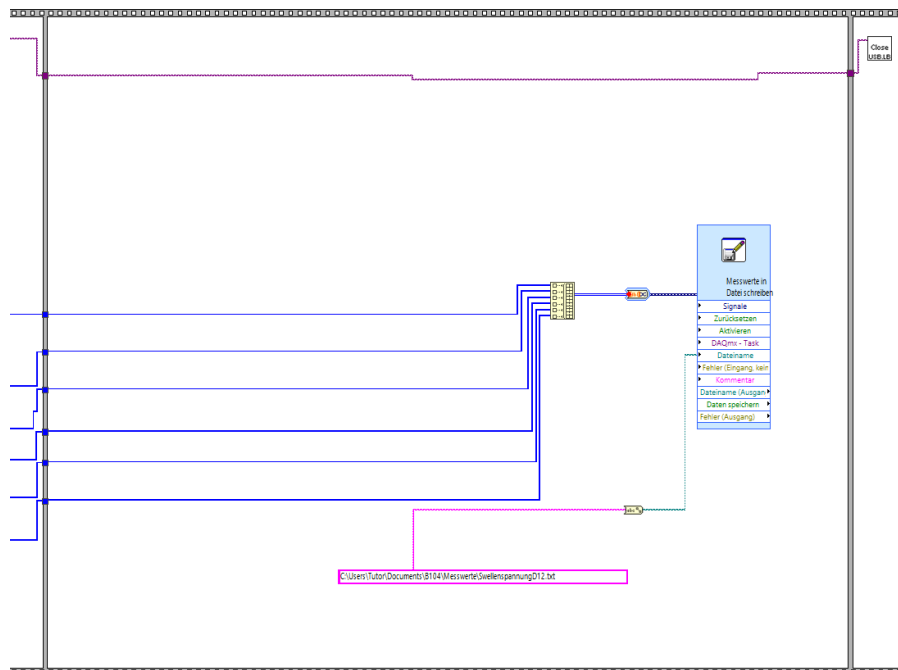 Close
USB.LB
Messwerte in
Datei schreiben
Signale
Zurücksetzen
Aktivieren
DAQmx - Task
Dateiname
Fehler (Eingang, kein
Kommentar
Dateiname (Ausgan
Daten speichern
Fehler (Ausgang)
C:\Users\Tutor\Documents\B104\Messwerte\SwellenspannungD12.txt